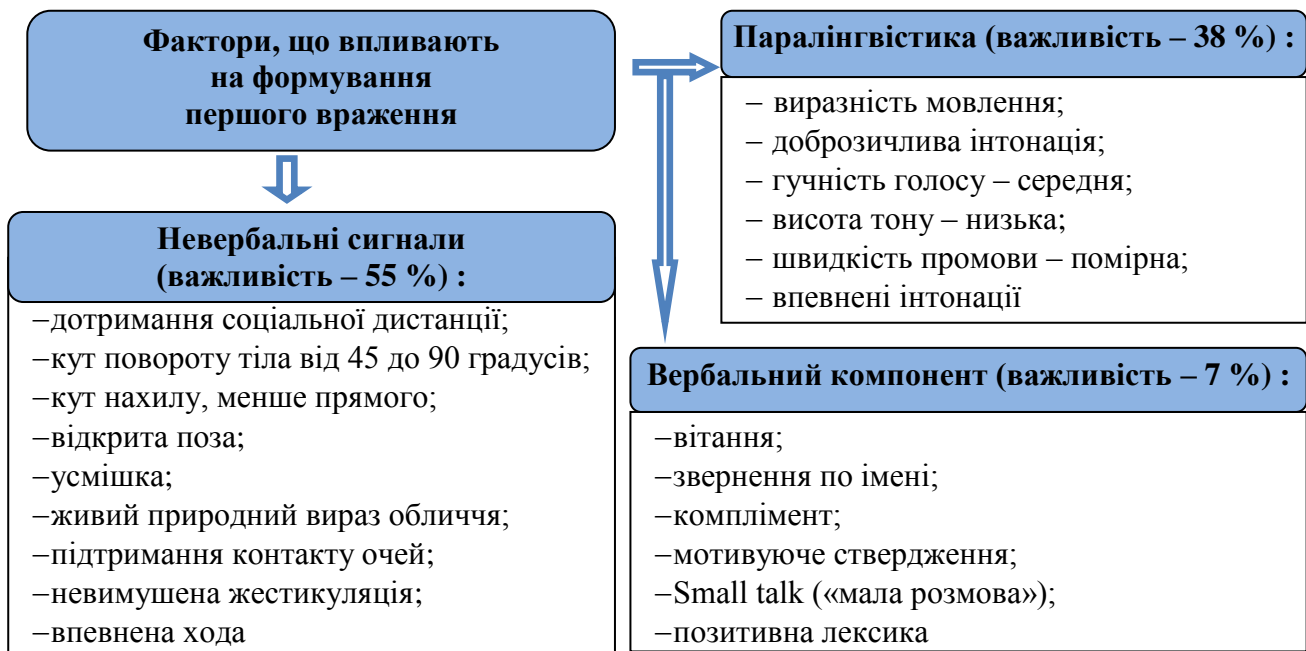 Фактори, що впливають
на формування
першого враження
Невербальні сигнали
(важливість – 55 %) :
–дотримання соціальної дистанції;
–кут повороту тіла від 45 до 90 градусів;
–кут нахилу, менше прямого;
–відкрита поза;
–усмішка;
–живий природний вираз обличчя;
–підтримання контакту очей;
–невимушена жестикуляція;
–впевнена хода
Паралінгвістика (важливість – 38 %) :
– виразність мовлення;
– доброзичлива інтонація;
– гучність голосу – середня;
– висота тону – низька;
– швидкість промови – помірна;
– впевнені інтонації
Вербальний компонент (важливість – 7 %) :
–вітання;
–звернення по імені;
–комплімент;
–мотивуюче ствердження;
–Small talk («мала розмова»);
–позитивна лексика